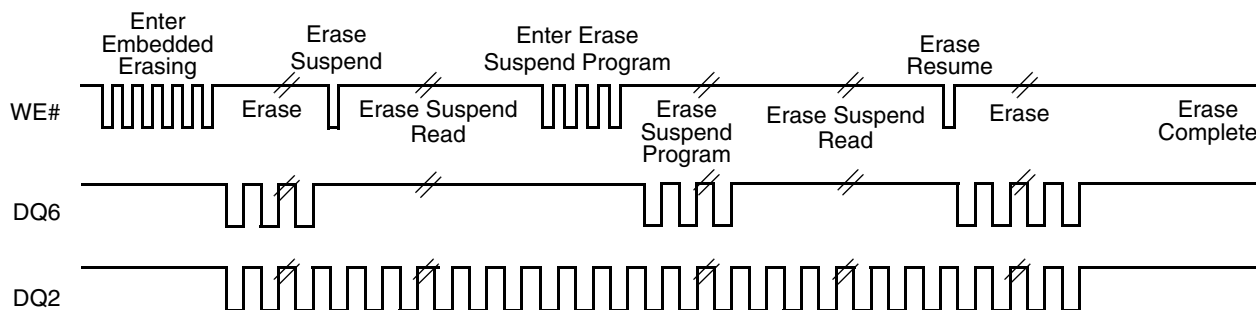 Enter
Embedded
Erasing
Erase
Suspend
Enter Erase
Suspend Program
Erase
Resume
WE#
Erase
Erase Suspend
Read
Erase
Suspend
Program
Erase Suspend
Read
Erase
Erase
Complete
DQ6
DQ2